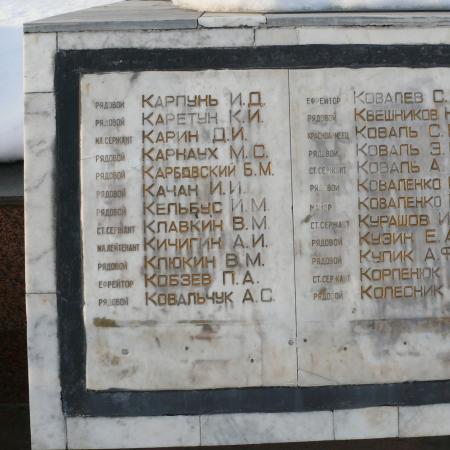 РЯДОВОЙ КАРПУНЬ И.Д.
РЯДОВОЙ КАРЕТУН К.И.
МЛ.СЕРЖАНТ КАРИН Д.И.
РЯДОВОЙ КАРНАУХ М.С.
РЯДОВОЙ КАРБОВСКИЙ Б.М.
РЯДОВОЙ КАЧАН И.И.
РЯДОВОЙ КЕЛЬБУС И.М.
СТ.СЕРЖАНТ КЛАВКИН В.М.
МЛ.ЛЕЙТЕНАНТ КИЧИГИН А.И.
РЯДОВОЙ КЛЮКИН В.М.
ЕФРЕЙТОР КОБЗЕВ П.А.
РЯДОВОЙ КОВАЛЬЧУК А.С.
ЕФРЕЙТОР КОВАЛЕВ С.
РЯДОВОЙ КВЕШНИКОВ
КРАСНОАРМЕЕЦ КОВАЛЬ С.
РЯДОВОЙ КОВАЛЬ З.
СТ.СЕРЖ. КОВАЛЬ А.
РЯДОВОЙ КОВАЛЕНКО
МАЙОР КОВАЛЕНКО
СТ.СЕРЖАНТ КУРАШОВ И
РЯДОВОЙ КУЗИН Е.Д
РЯДОВОЙ КУЛИК А.Ф
СТ.СЕРЖАНТ КОРПЕНЮК
РЯДОВОЙ КОЛЕСНИК